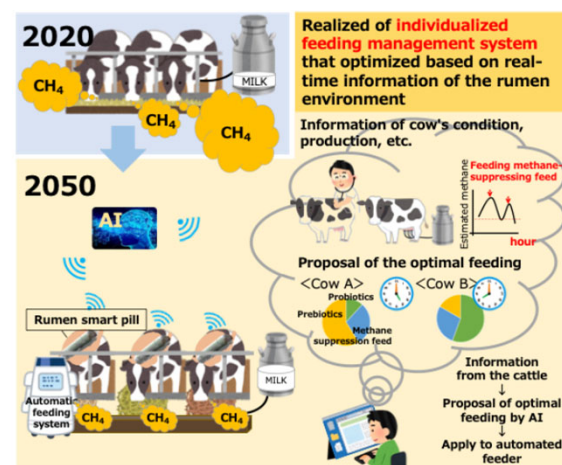 2020
CH₄
CH₄
CH₄
MILK
Realized of individualized
feeding management system
that optimized based on real-
time information of the rumen
environment
2050
AI
Rumen smart pill
Automatic
feeding
system
CH₄
CH₄
CH₄
MILK
Information of cow's condition,
production, etc.
Feeding methane-
suppressing feed
Estimated methane
hour
Proposal of the optimal feeding
<Cow A>
<Cow B>
Probiotics
Prebiotics
Methane
suppression feed
Information
from the cattle
↓
Proposal of optimal
feeding by AI
↓
Apply to automated
feeder